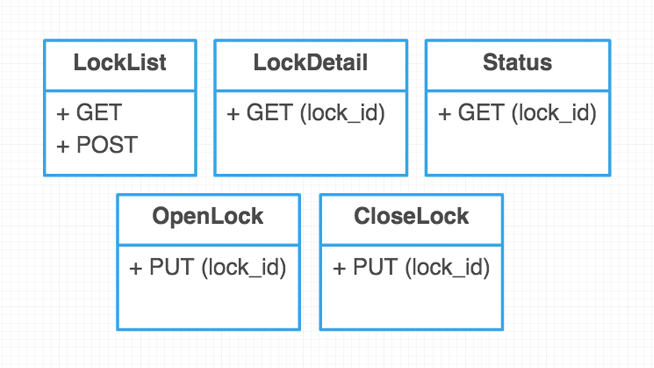 LockList
+ GET
+ POST
LockDetail
+ GET (lock_id)
Status
+ GET (lock_id)
OpenLock
+ PUT (lock_id)
CloseLock
+ PUT (lock_id)